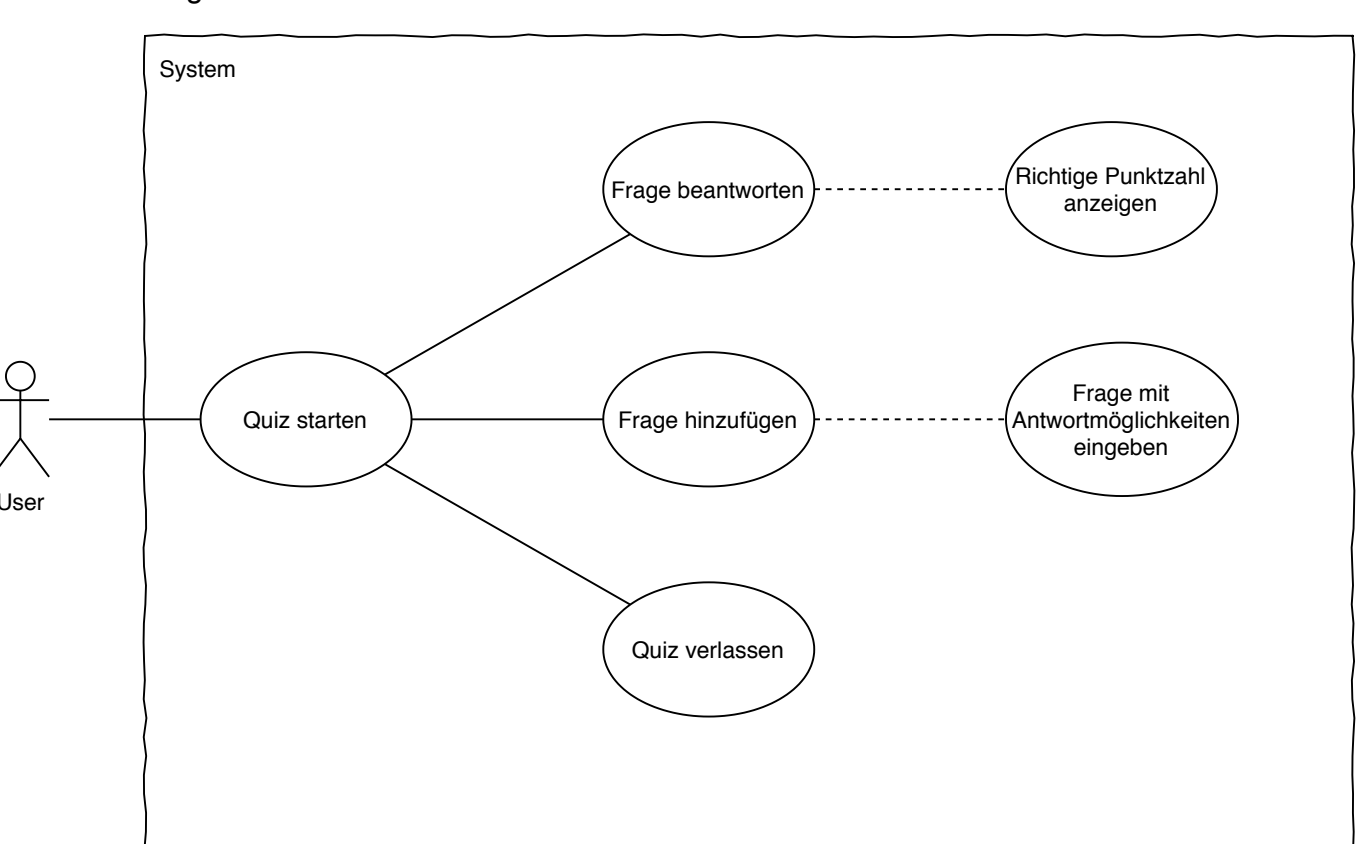 System
Frage beantworten
Richtige Punktzahl
anzeigen
Quiz starten
Frage hinzufügen
Frage mit
Antwortmöglichkeiten
eingeben
User
Quiz verlassen